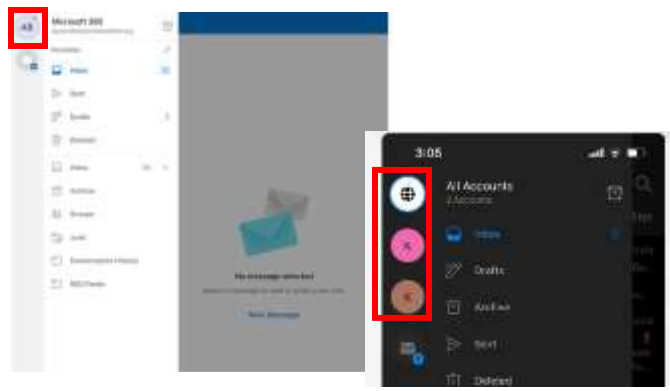 Microsoft 365
Inbox
Sent
Drafts
Deleted
Inbox
Archive
Groups
Junk
Conversation History
RSS Feeds
No message selected
New Message
3:05
All Accounts
2 Accounts
Inbox
Drafts
Archive
Sent
Deleted